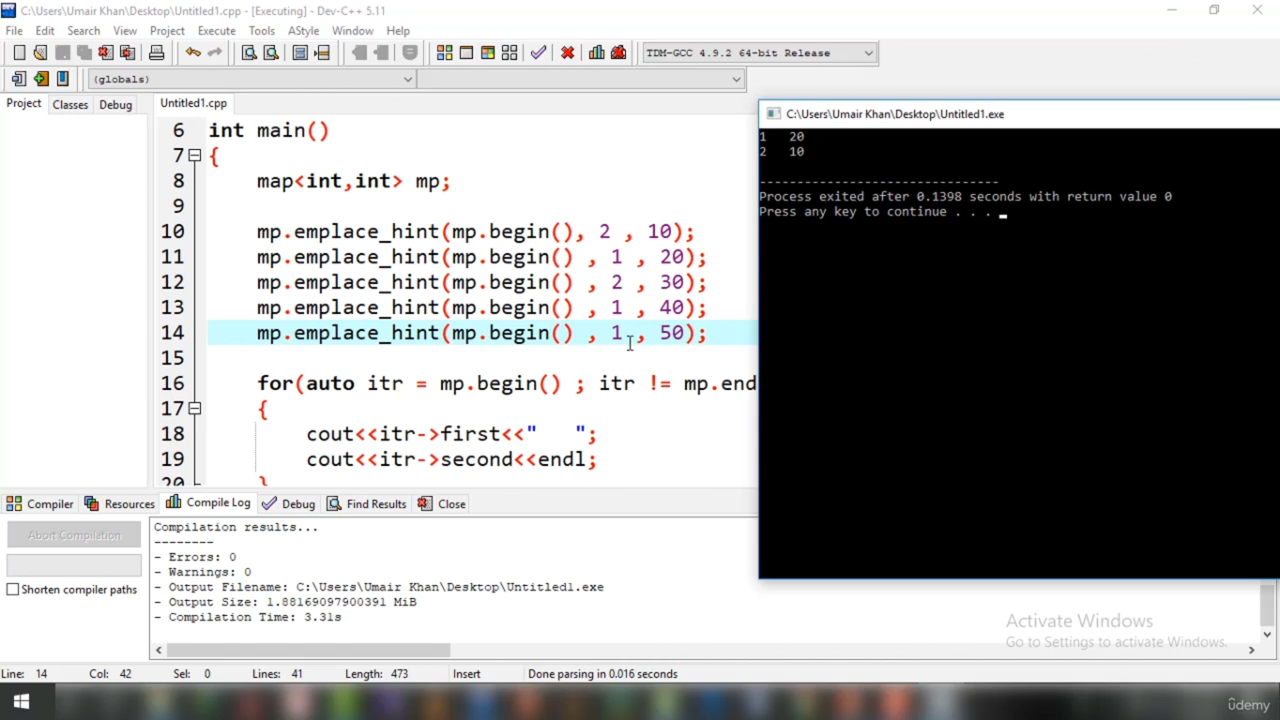 C:\Users\Umair Khan\Desktop\Untitled1.cpp - [Executing] - Dev-C++ 5.11
File Edit Search View Project Execute Tools AStyle Window Help
TDM-GCC 4.9.2 64-bit Release
(globals)
Project Classes Debug Untitled1.cpp
6 int main()
7 {
8 map<int,int> mp;
9
10 mp.emplace_hint(mp.begin(), 2 , 10);
11 mp.emplace_hint(mp.begin() , 1 , 20);
12 mp.emplace_hint(mp.begin() , 2 , 30);
13 mp.emplace_hint(mp.begin() , 1 , 40);
14 mp.emplace_hint(mp.begin() , 1 , 50);
15
16 for(auto itr = mp.begin() ; itr != mp.end
17 {
18 cout<<itr->first<<"   ";
19 cout<<itr->second<<endl;
20 }
C:\Users\Umair Khan\Desktop\Untitled1.exe
1   20
2   10
--------------------------------
Process exited after 0.1398 seconds with return value 0
Press any key to continue . . .
Compiler Resources Compile Log Debug Find Results Close
Abort Compilation
Shorten compiler paths
Compilation results...
--------
- Errors: 0
- Warnings: 0
- Output Filename: C:\Users\Umair Khan\Desktop\Untitled1.exe
- Output Size: 1.88169097900391 MiB
- Compilation Time: 3.31s
Activate Windows
Go to Settings to activate Windows.
Line: 14 Col: 42 Sel: 0 Lines: 41 Length: 473 Insert Done parsing in 0.016 seconds
ûdemy